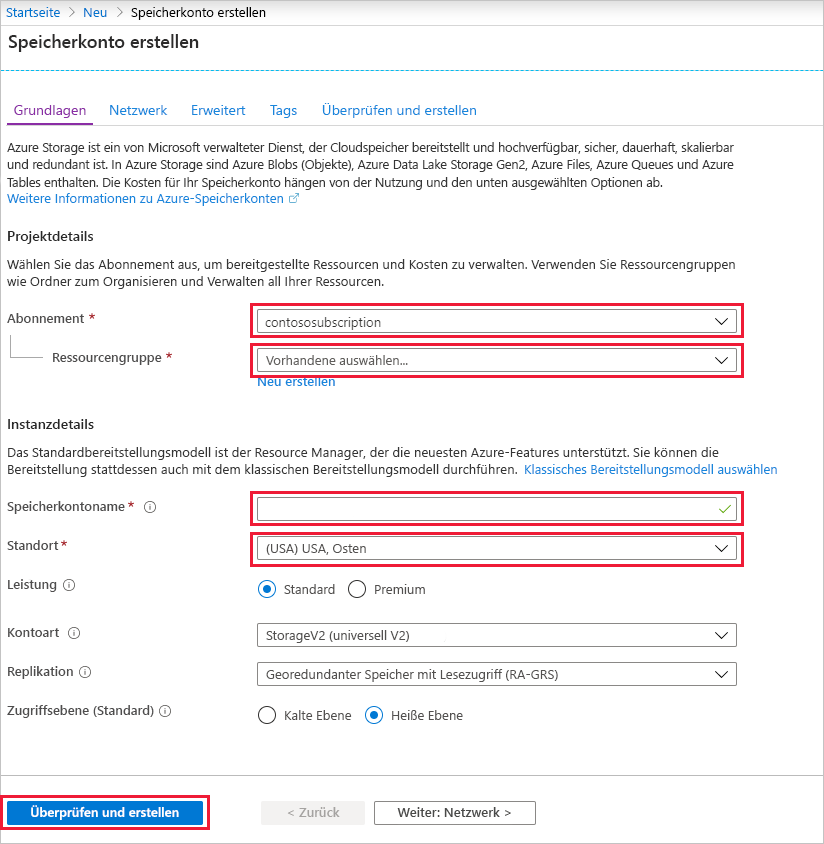 Startseite > Neu > Speicherkonto erstellen
Speicherkonto erstellen
Grundlagen Netzwerk Erweitert Tags Überprüfen und erstellen
Azure Storage ist ein von Microsoft verwalteter Dienst, der Cloudspeicher bereitstellt und hochverfügbar, sicher, dauerhaft, skalierbar
und redundant ist. In Azure Storage sind Azure Blobs (Objekte), Azure Data Lake Storage Gen2, Azure Files, Azure Queues und Azure
Tables enthalten. Die Kosten für Ihr Speicherkonto hängen von der Nutzung und den unten ausgewählten Optionen ab.
Weitere Informationen zu Azure-Speicherkonten
Projektdetails
Wählen Sie das Abonnement aus, um bereitgestellte Ressourcen und Kosten zu verwalten. Verwenden Sie Ressourcengruppen
wie Ordner zum Organisieren und Verwalten all Ihrer Ressourcen.
Abonnement * contososubscription
Ressourcengruppe * Vorhandene auswählen...
Neu erstellen
Instanzdetails
Das Standardbereitstellungsmodell ist der Resource Manager, der die neuesten Azure-Features unterstützt. Sie können die
Bereitstellung stattdessen auch mit dem klassischen Bereitstellungsmodell durchführen. Klassisches Bereitstellungsmodell auswählen
Speicherkontoname *
Standort * (USA) USA, Osten
Leistung Standard Premium
Kontoart StorageV2 (universell V2)
Replikation Georedundanter Speicher mit Lesezugriff (RA-GRS)
Zugriffsebene (Standard) Kalte Ebene Heiße Ebene
Überprüfen und erstellen < Zurück Weiter: Netzwerk >